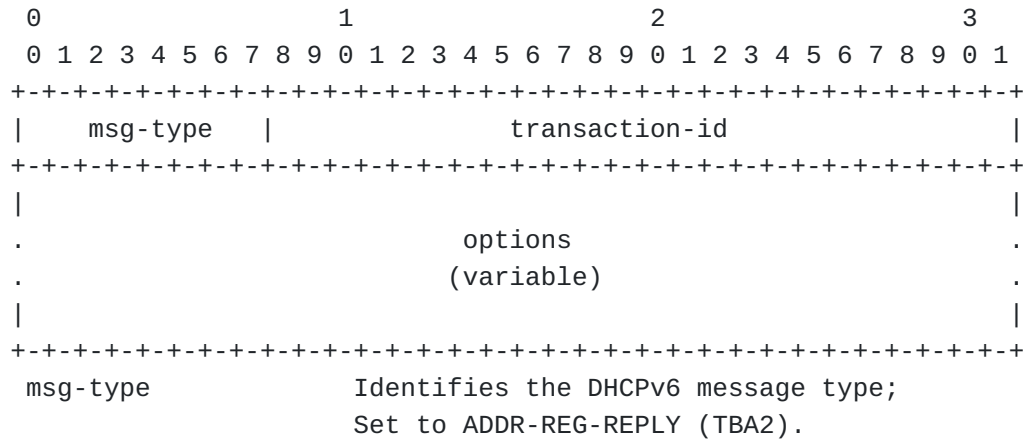 0                   1                   2                   3
 0 1 2 3 4 5 6 7 8 9 0 1 2 3 4 5 6 7 8 9 0 1 2 3 4 5 6 7 8 9 0 1
+-+-+-+-+-+-+-+-+-+-+-+-+-+-+-+-+-+-+-+-+-+-+-+-+-+-+-+-+-+-+-+-+
|    msg-type   |               transaction-id                  |
+-+-+-+-+-+-+-+-+-+-+-+-+-+-+-+-+-+-+-+-+-+-+-+-+-+-+-+-+-+-+-+-+
|                                                               |
.                            options                            .
.                           (variable)                          .
|                                                               |
+-+-+-+-+-+-+-+-+-+-+-+-+-+-+-+-+-+-+-+-+-+-+-+-+-+-+-+-+-+-+-+-+
 msg-type             Identifies the DHCPv6 message type;
                      Set to ADDR-REG-REPLY (TBA2).